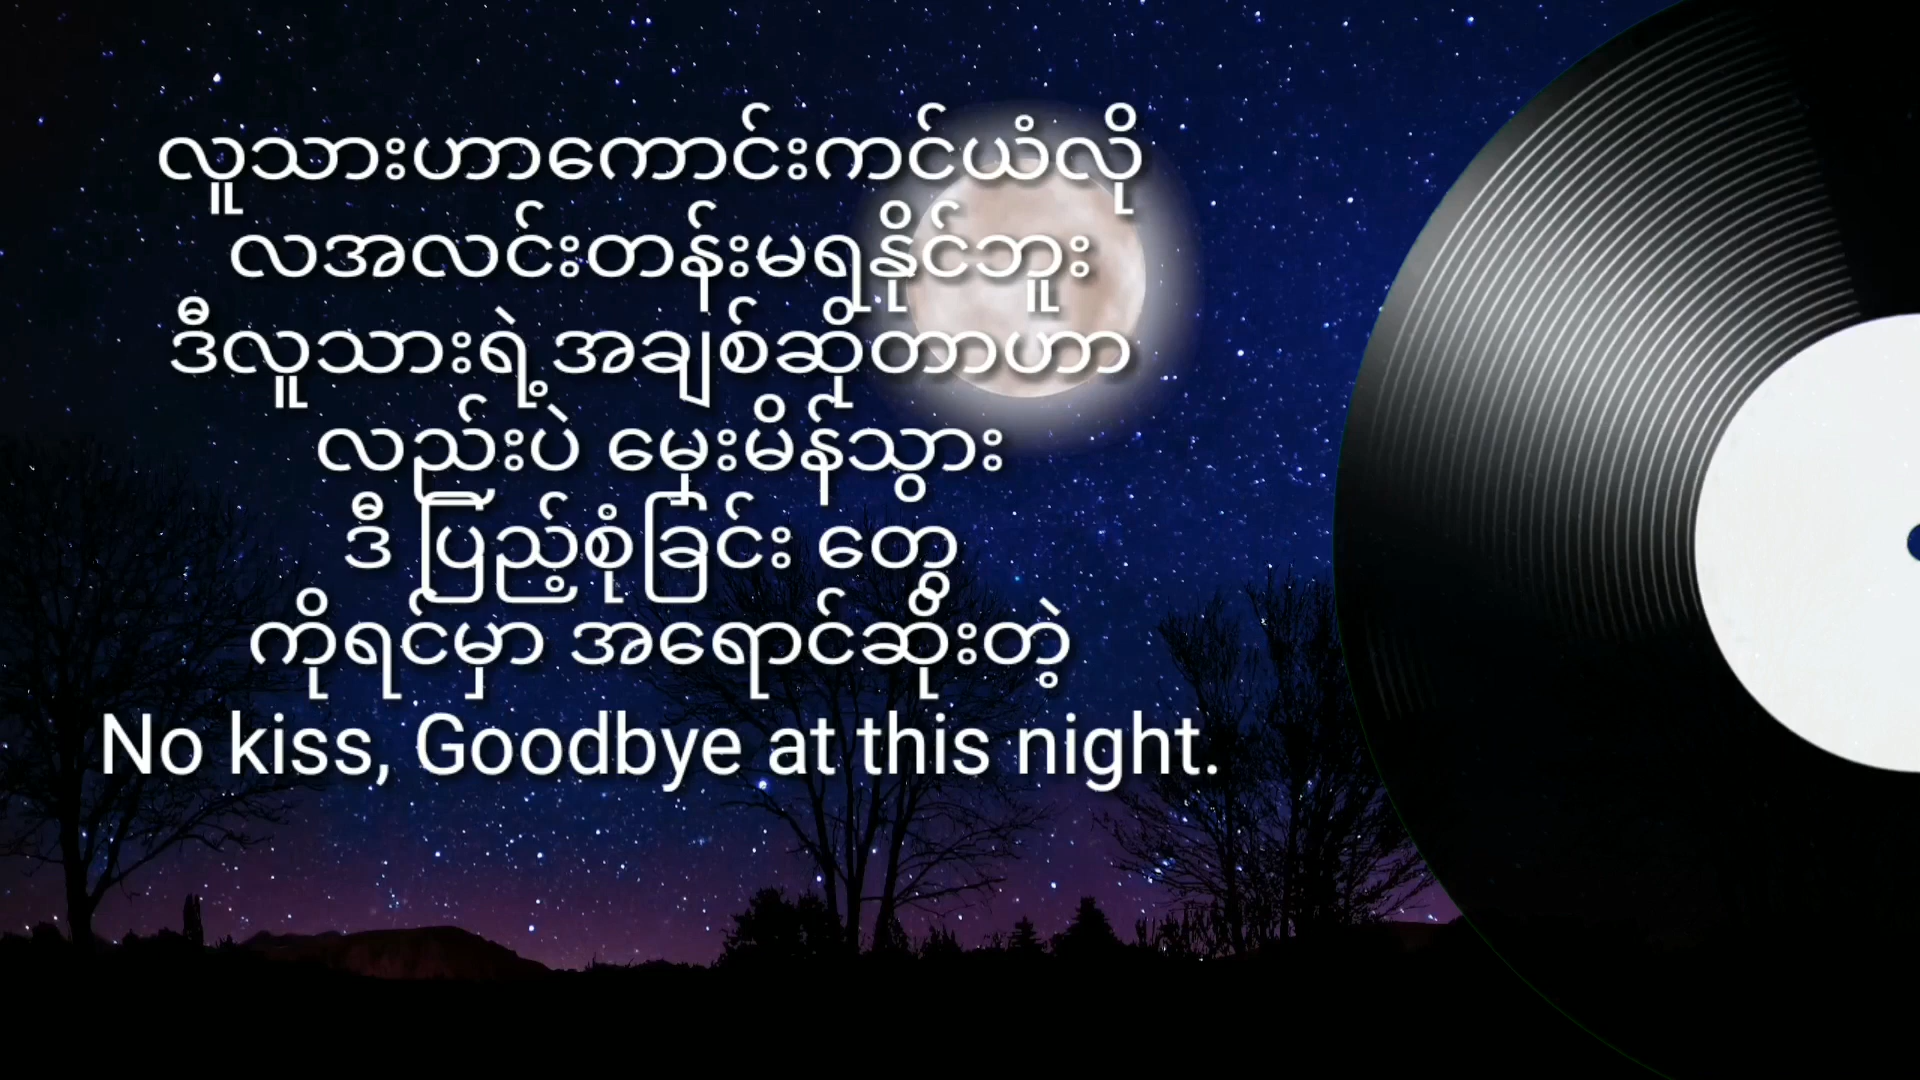 လူသားဟာကောင်းကင်ယံလို
လအလင်းတန်းမရနိုင်ဘူး
ဒီလူသားရဲ့အချစ်ဆိုတာဟာ
လည်းပဲ မှေးမိန်သွား
ဒီ ပြည့်စုံခြင်း တွေ
ကိုရင်မှာ အရောင်ဆိုးတဲ့
No kiss, Goodbye at this night.